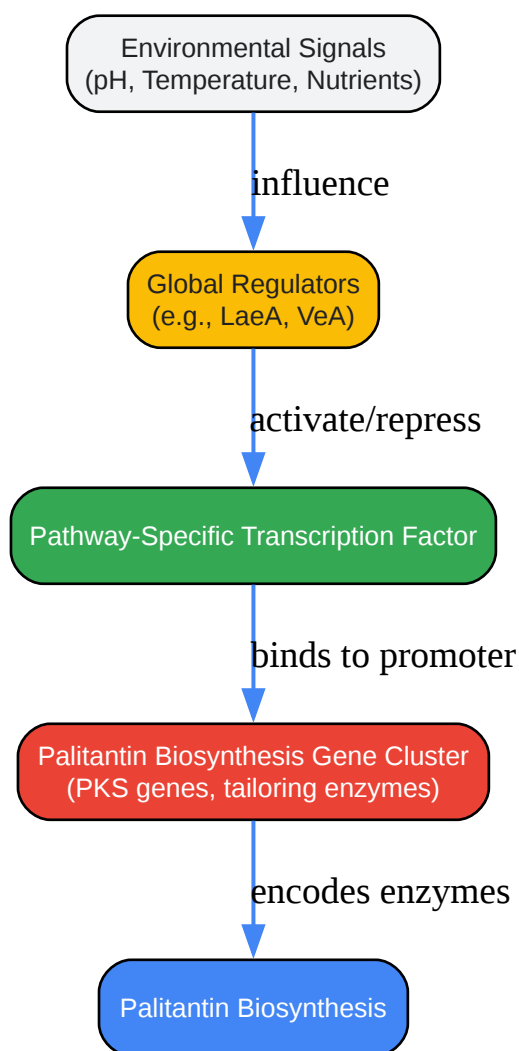 Environmental Signals
(pH, Temperature, Nutrients)
influence
Global Regulators
(e.g., LaeA, VeA)
activate/repress
Pathway-Specific Transcription Factor
binds to promoter
Palitantin Biosynthesis Gene Cluster
(PKS genes, tailoring enzymes)
encodes enzymes
Palitantin Biosynthesis